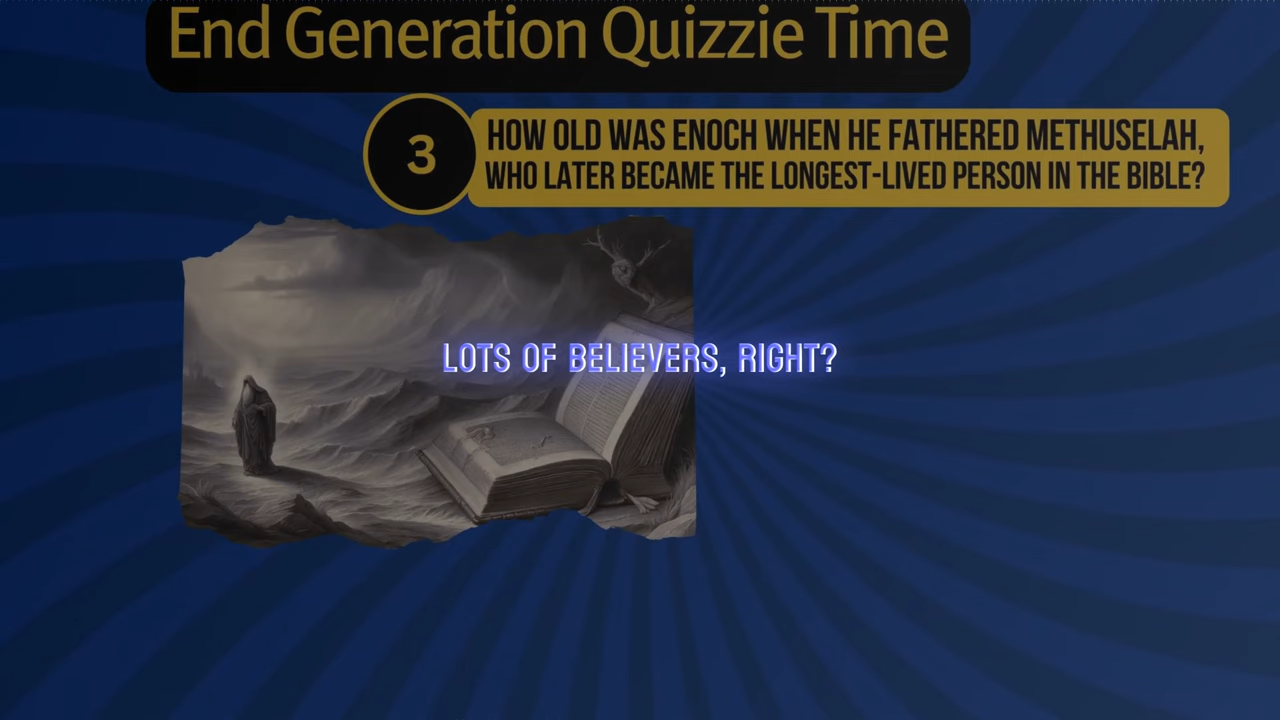 End Generation Quizzie Time
3
HOW OLD WAS ENOCH WHEN HE FATHERED METHUSELAH,
WHO LATER BECAME THE LONGEST-LIVED PERSON IN THE BIBLE?
LOTS OF BELIEVERS, RIGHT?